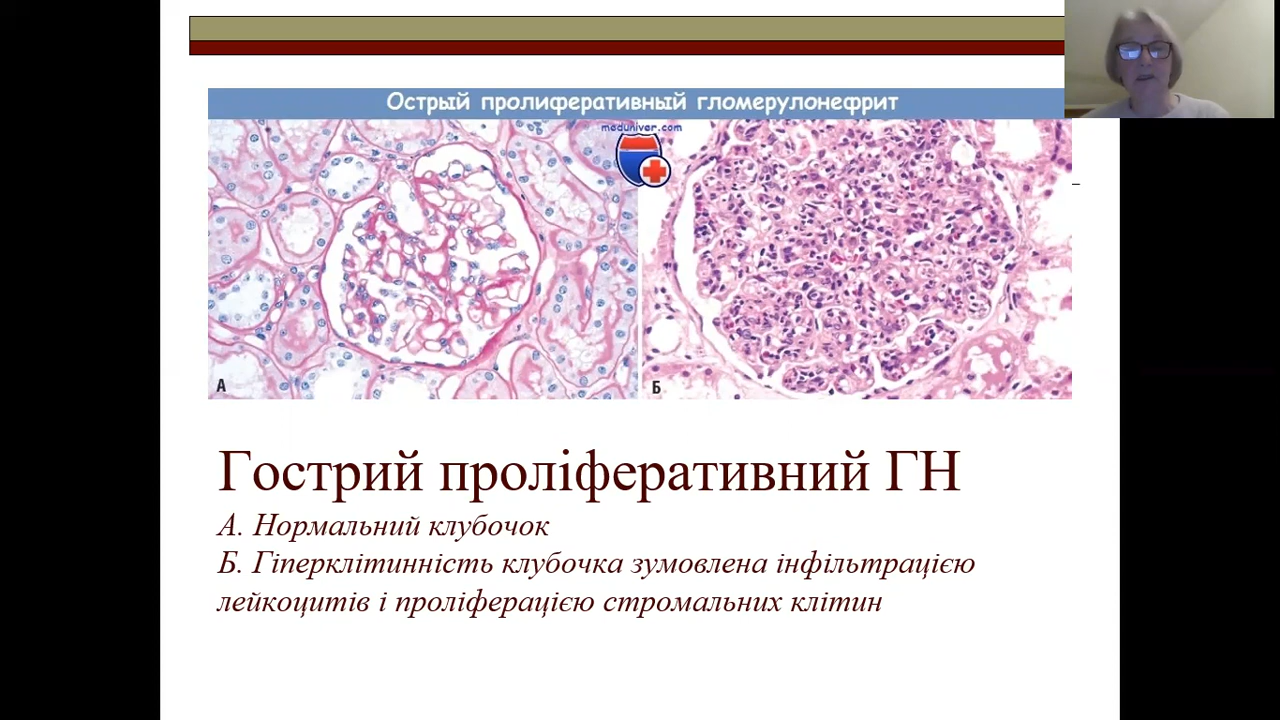 Острый пролиферативный гломерулонефрит
meduniver.com
А
Б
Гострий проліферативний ГН
А. Нормальний клубочок
Б. Гіперклітинність клубочка зумовлена інфільтрацією
лейкоцитів і проліферацією стромальних клітин